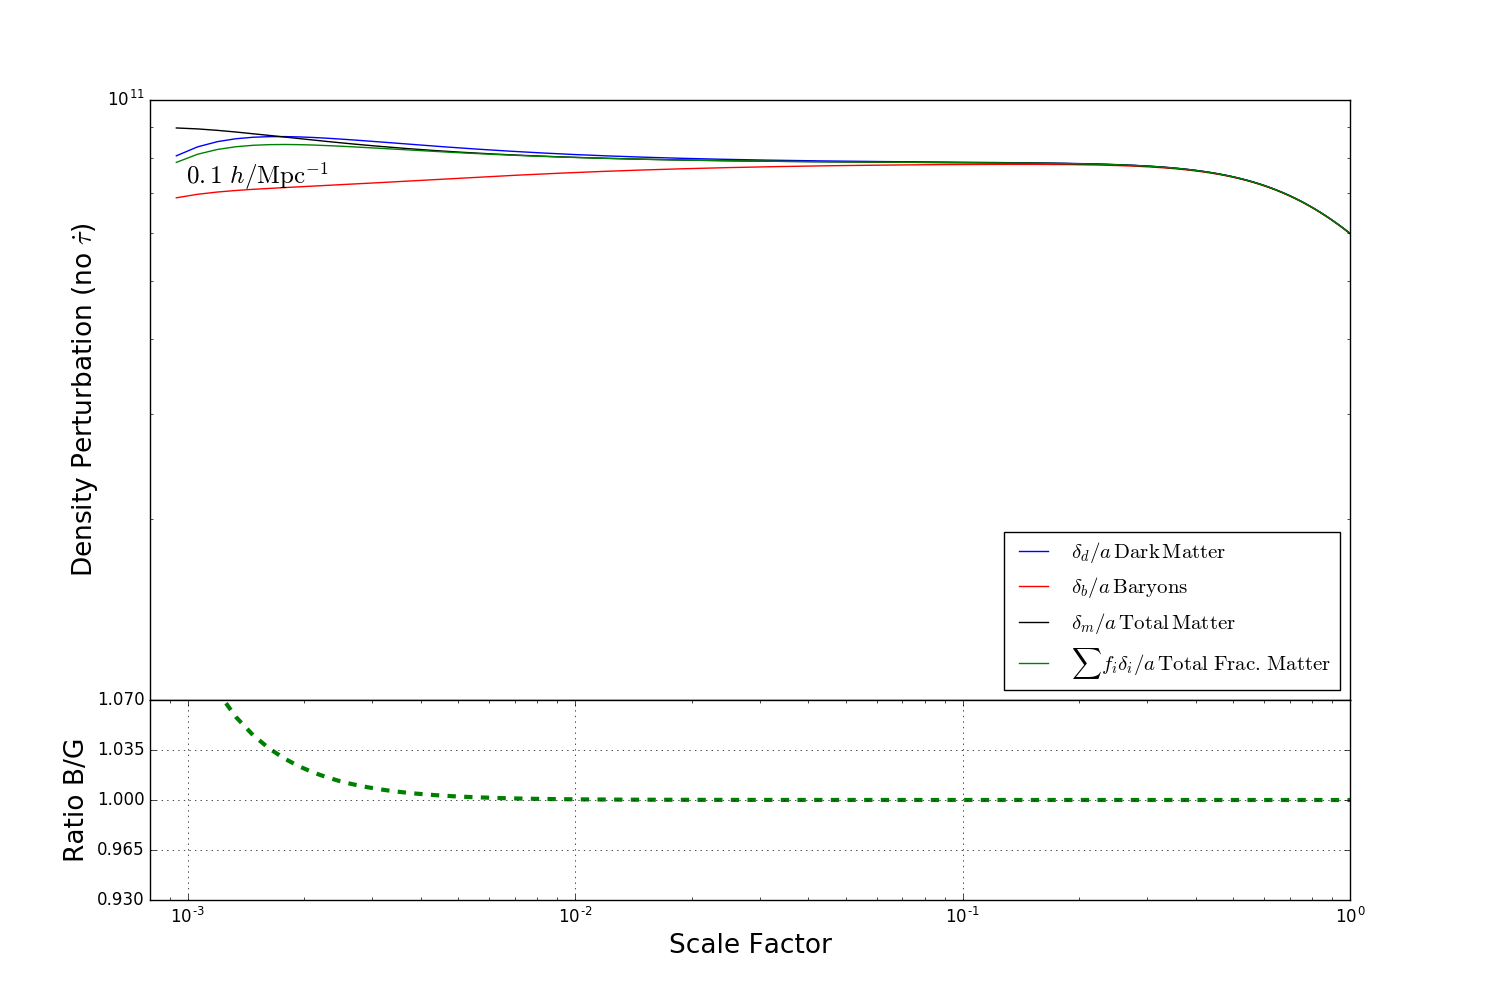 10^11
0.1 h/Mpc^−1
Density Perturbation (no τ̇)
δ_d/a Dark Matter
δ_b/a Baryons
δ_m/a Total Matter
∑ f_iδ_i/a Total Frac. Matter
1.070
1.035
1.000
0.965
0.930
Ratio B/G
10^-3 10^-2 10^-1 10^0
Scale Factor